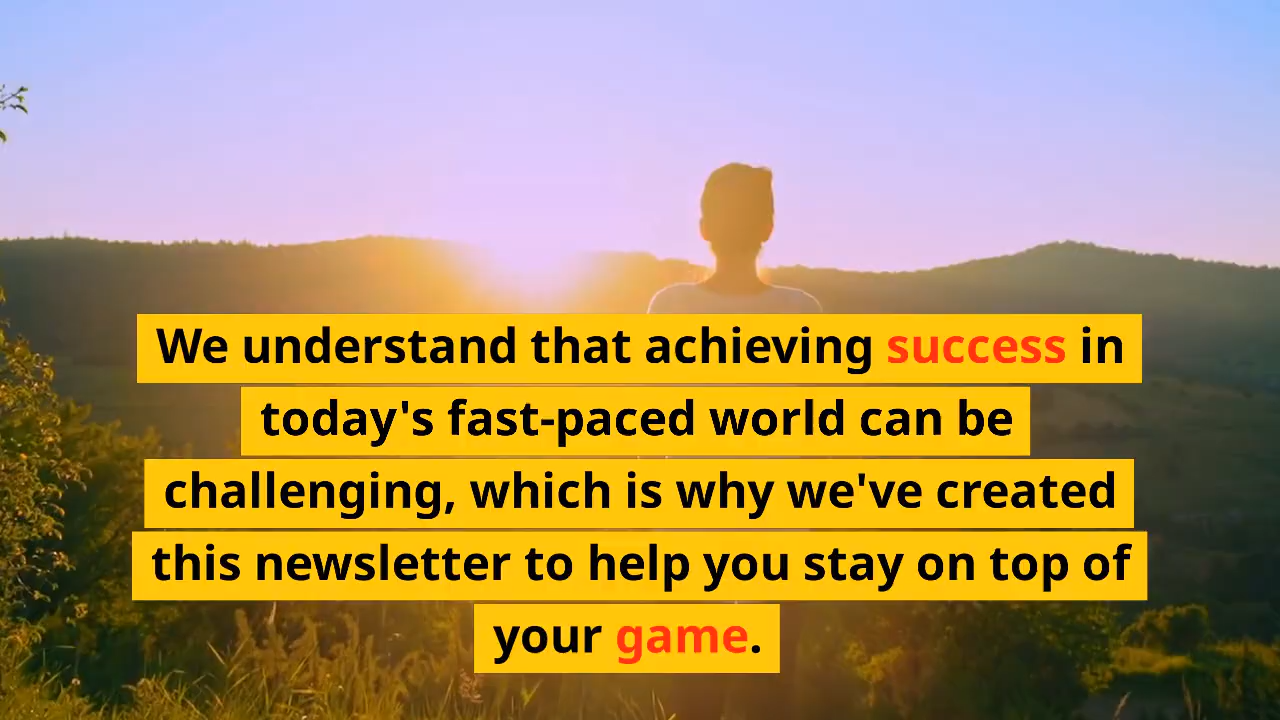 We understand that achieving success in
today's fast-paced world can be
challenging, which is why we've created
this newsletter to help you stay on top of
your game.